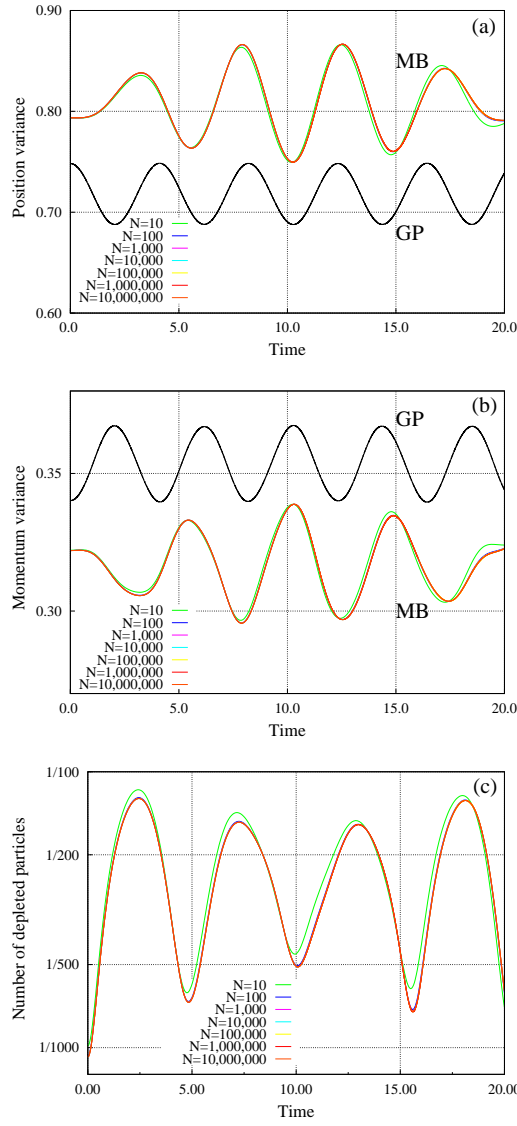 (a)
0.90
0.80
0.70
0.60
Position variance
MB
GP
N=10
N=100
N=1,000
N=10,000
N=100,000
N=1,000,000
N=10,000,000
0.0 5.0 10.0 15.0 20.0
Time
(b)
GP
0.35
0.30
Momentum variance
MB
N=10
N=100
N=1,000
N=10,000
N=100,000
N=1,000,000
N=10,000,000
0.0 5.0 10.0 15.0 20.0
Time
(c)
1/100
1/200
1/500
1/1000
Number of depleted particles
N=10
N=100
N=1,000
N=10,000
N=100,000
N=1,000,000
N=10,000,000
0.00 5.00 10.00 15.00 20.00
Time